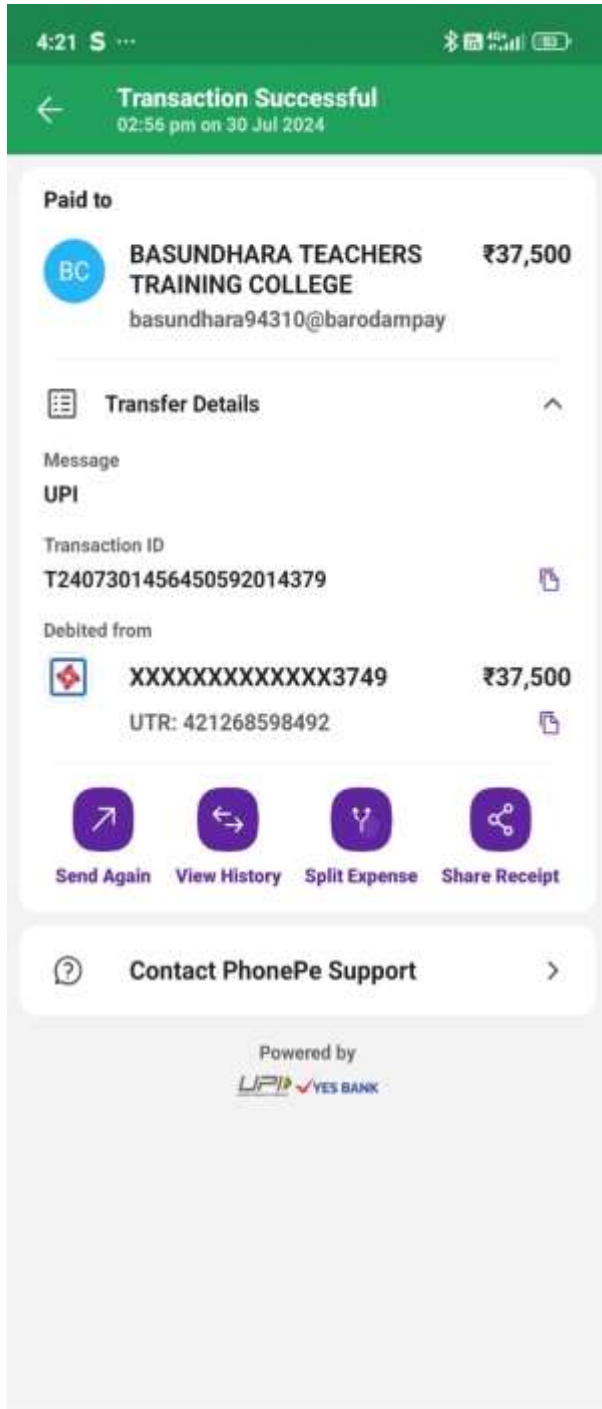 4:21 S ...
Transaction Successful
02:56 pm on 30 Jul 2024
Paid to
BC
BASUNDHARA TEACHERS ₹37,500
TRAINING COLLEGE
basundhara94310@barodampay
Transfer Details
Message
UPI
Transaction ID
T2407301456450592014379
Debited from
XXXXXXXXXXXXX3749 ₹37,500
UTR: 421268598492
Send Again View History Split Expense Share Receipt
Contact PhonePe Support
Powered by
UPI YES BANK